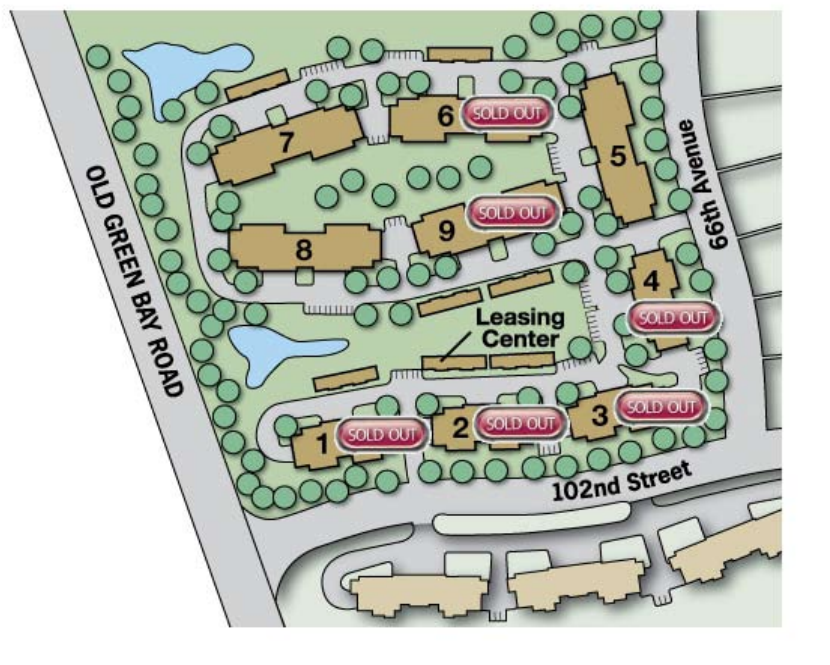 6
SOLD OUT
7
5
66th Avenue
OLD GREEN BAY ROAD
9
SOLD OUT
8
4
SOLD OUT
Leasing
Center
3
SOLD OUT
2
SOLD OUT
1
SOLD OUT
102nd Street